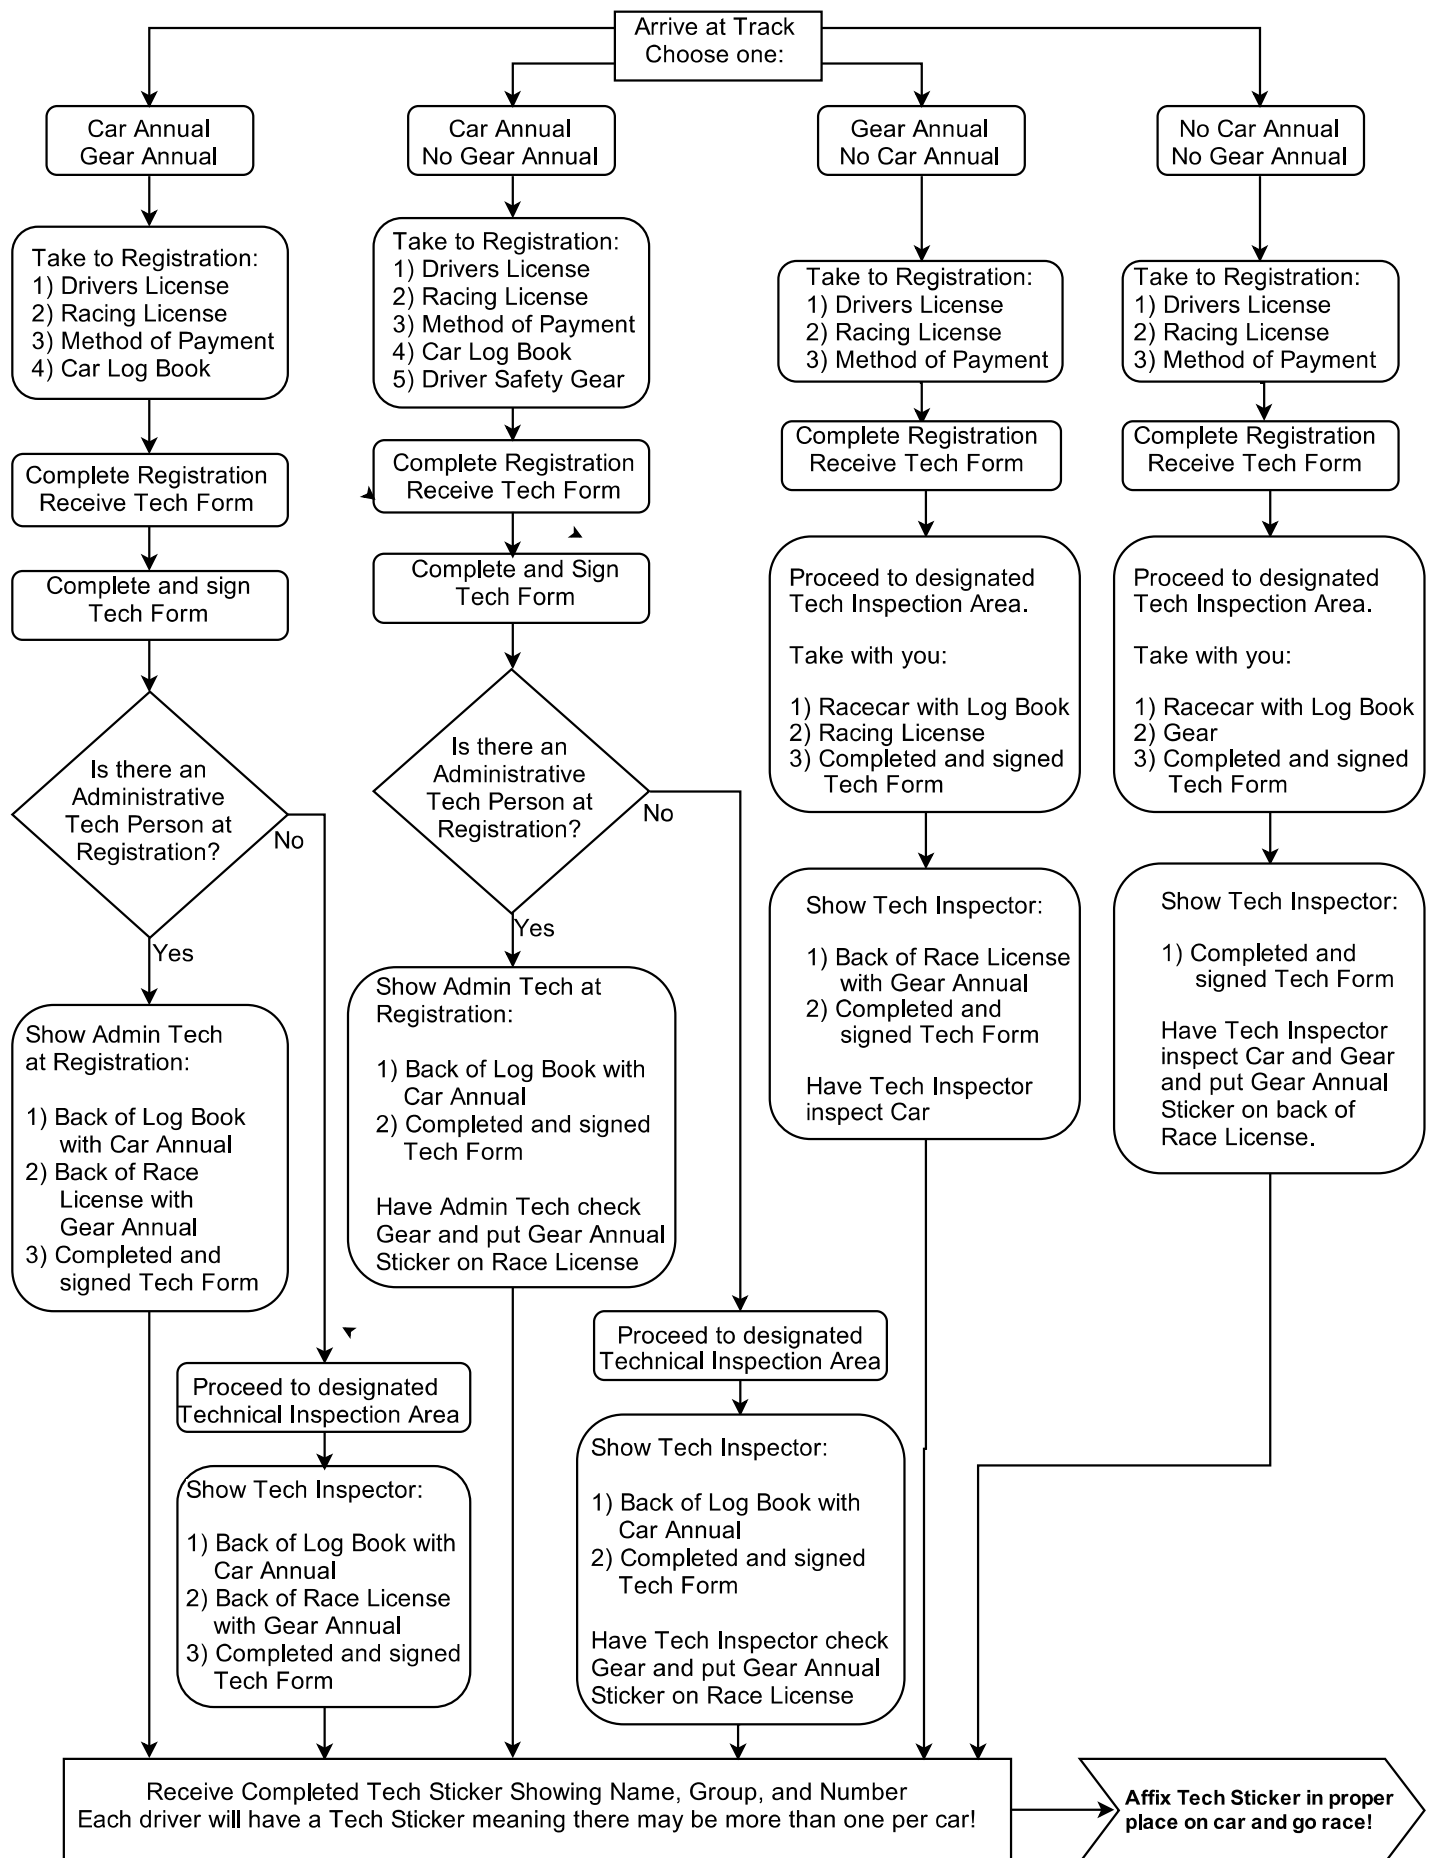 Arrive at Track
Choose one:
Car Annual
Gear Annual
Car Annual
No Gear Annual
Gear Annual
No Car Annual
No Car Annual
No Gear Annual
Take to Registration:
1) Drivers License
2) Racing License
3) Method of Payment
4) Car Log Book
Take to Registration:
1) Drivers License
2) Racing License
3) Method of Payment
4) Car Log Book
5) Driver Safety Gear
Take to Registration:
1) Drivers License
2) Racing License
3) Method of Payment
Take to Registration:
1) Drivers License
2) Racing License
3) Method of Payment
Complete Registration
Receive Tech Form
Complete Registration
Receive Tech Form
Complete Registration
Receive Tech Form
Complete Registration
Receive Tech Form
Complete and sign
Tech Form
Complete and Sign
Tech Form
Proceed to designated
Tech Inspection Area.
Take with you:
1) Racecar with Log Book
2) Racing License
3) Completed and signed
Tech Form
Proceed to designated
Tech Inspection Area.
Take with you:
1) Racecar with Log Book
2) Gear
3) Completed and signed
Tech Form
Is there an
Administrative
Tech Person at
Registration?
No
Yes
Is there an
Administrative
Tech Person at
Registration?
No
Yes
Show Tech Inspector:
1) Back of Race License
with Gear Annual
2) Completed and
signed Tech Form
Have Tech Inspector
inspect Car
Show Tech Inspector:
1) Completed and
signed Tech Form
Have Tech Inspector
inspect Car and Gear
and put Gear Annual
Sticker on back of
Race License.
Show Admin Tech
at Registration:
1) Back of Log Book
with Car Annual
2) Back of Race
License with
Gear Annual
3) Completed and
signed Tech Form
Show Admin Tech at
Registration:
1) Back of Log Book with
Car Annual
2) Completed and signed
Tech Form
Have Admin Tech check
Gear and put Gear Annual
Sticker on Race License
Proceed to designated
Technical Inspection Area
Show Tech Inspector:
1) Back of Log Book with
Car Annual
2) Back of Race License
with Gear Annual
3) Completed and signed
Tech Form
Proceed to designated
Technical Inspection Area
Show Tech Inspector:
1) Back of Log Book with
Car Annual
2) Completed and signed
Tech Form
Have Tech Inspector check
Gear and put Gear Annual
Sticker on Race License
Receive Completed Tech Sticker Showing Name, Group, and Number
Each driver will have a Tech Sticker meaning there may be more than one per car!
Affix Tech Sticker in proper
place on car and go race!